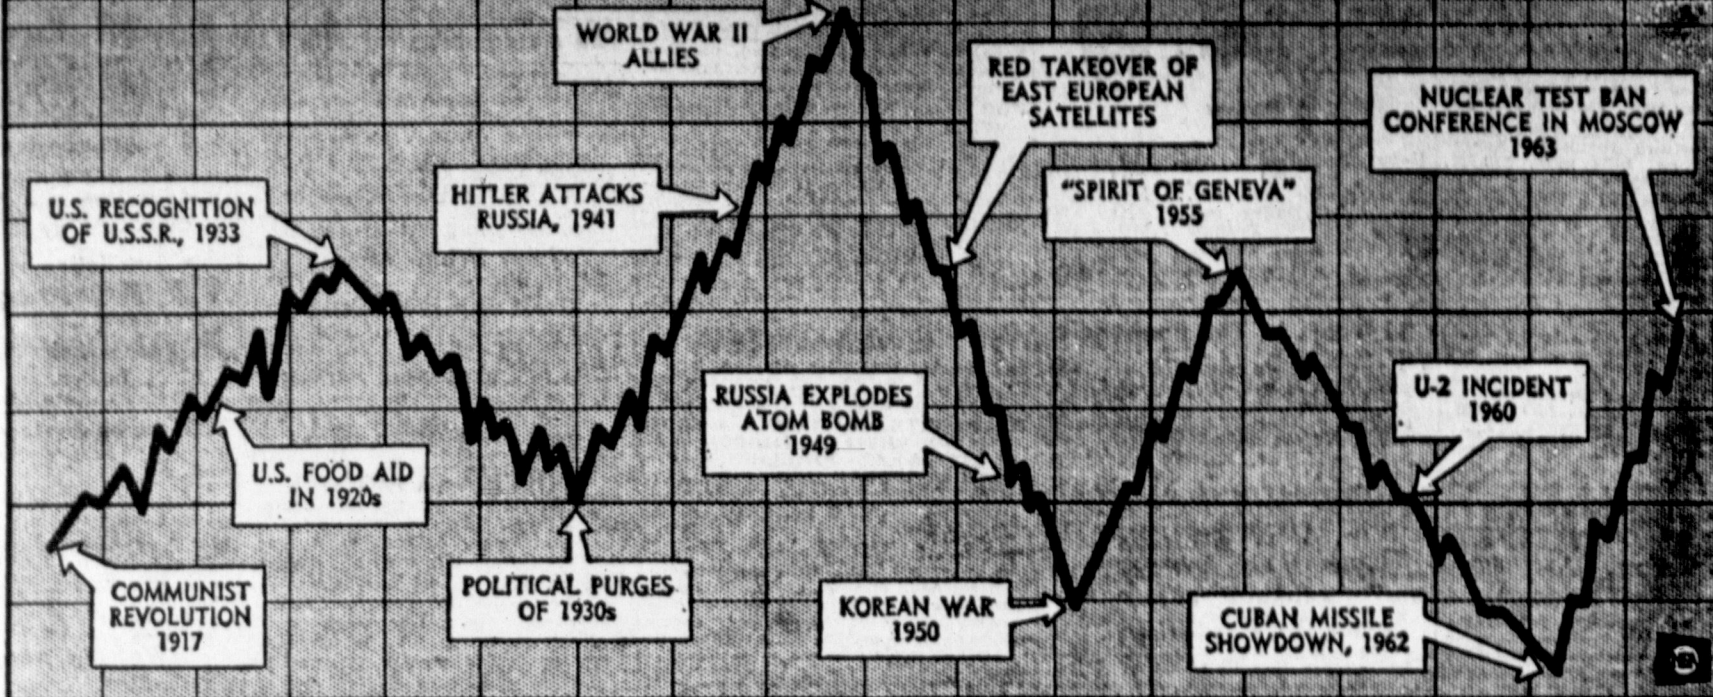 WORLD WAR II
ALLIES
RED TAKEOVER OF
EAST EUROPEAN
SATELLITES
NUCLEAR TEST BAN
CONFERENCE IN MOSCOW
1963
U.S. RECOGNITION
OF U.S.S.R., 1933
HITLER ATTACKS
RUSSIA, 1941
"SPIRIT OF GENEVA"
1955
RUSSIA EXPLODES
ATOM BOMB
1949
U-2 INCIDENT
1960
U.S. FOOD AID
IN 1920s
COMMUNIST
REVOLUTION
1917
POLITICAL PURGES
OF 1930s
KOREAN WAR
1950
CUBAN MISSILE
SHOWDOWN, 1962